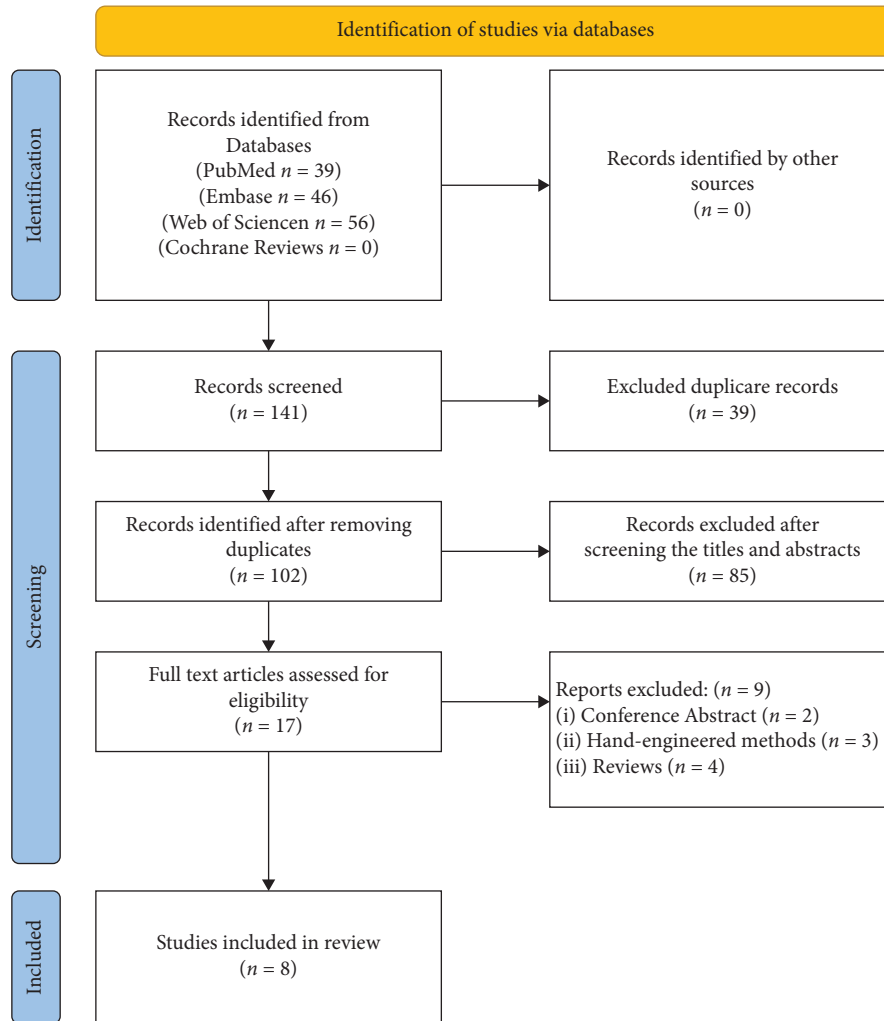 Identification of studies via databases
Identification
Records identified from
Databases
(PubMed n = 39)
(Embase n = 46)
(Web of Sciencen n = 56)
(Cochrane Reviews n = 0)
Records identified by other
sources
(n = 0)
Screening
Records screened
(n = 141)
Excluded duplicare records
(n = 39)
Records identified after removing
duplicates
(n = 102)
Records excluded after
screening the titles and abstracts
(n = 85)
Full text articles assessed for
eligibility
(n = 17)
Reports excluded: (n = 9)
(i) Conference Abstract (n = 2)
(ii) Hand-engineered methods (n = 3)
(iii) Reviews (n = 4)
Included
Studies included in review
(n = 8)